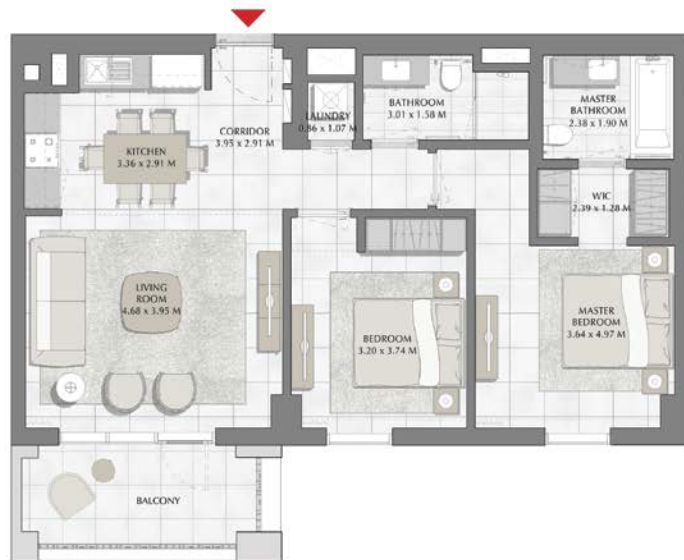 MASTER
BATHROOM
2.38 x 1.90 M
BATHROOM
3.01 x 1.58 M
LAUNDRY
0.86 x 1.07 M
CORRIDOR
3.95 x 2.91 M
KITCHEN
3.36 x 2.91 M
WIC
2.39 x 1.28 M
LIVING
ROOM
4.68 x 3.95 M
BEDROOM
3.20 x 3.74 M
MASTER
BEDROOM
3.64 x 4.97 M
BALCONY